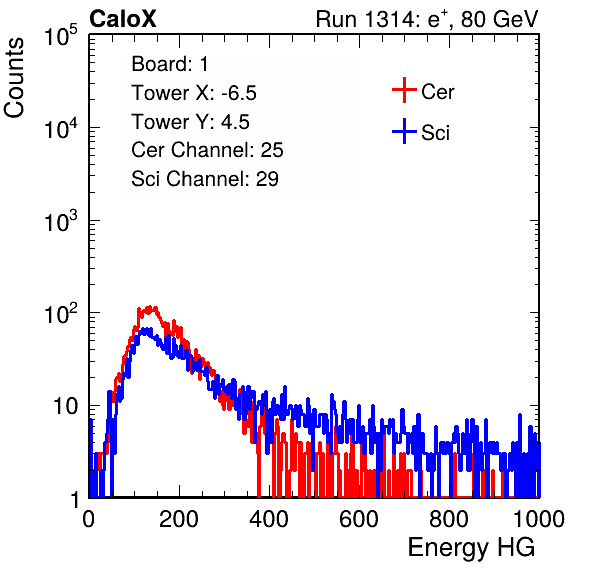 CaloX Run 1314: e⁺, 80 GeV
Counts
Board: 1
Tower X: -6.5
Tower Y: 4.5
Cer Channel: 25
Sci Channel: 29
Cer
Sci
10⁵
10⁴
10³
10²
10
1
0 200 400 600 800 1000
Energy HG